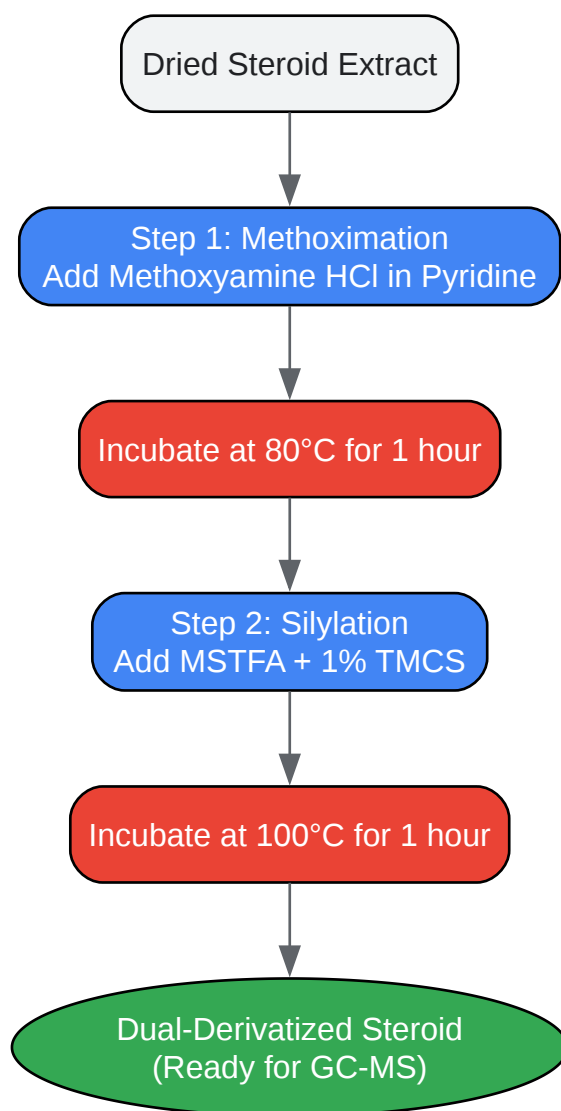 Dried Steroid Extract
Step 1: Methoximation
Add Methoxyamine HCl in Pyridine
Incubate at 80°C for 1 hour
Step 2: Silylation
Add MSTFA + 1% TMCS
Incubate at 100°C for 1 hour
Dual-Derivatized Steroid
(Ready for GC-MS)